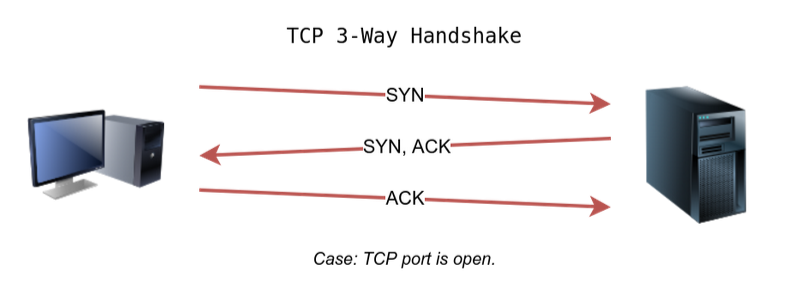 TCP 3-Way Handshake
SYN
SYN, ACK
ACK
Case: TCP port is open.